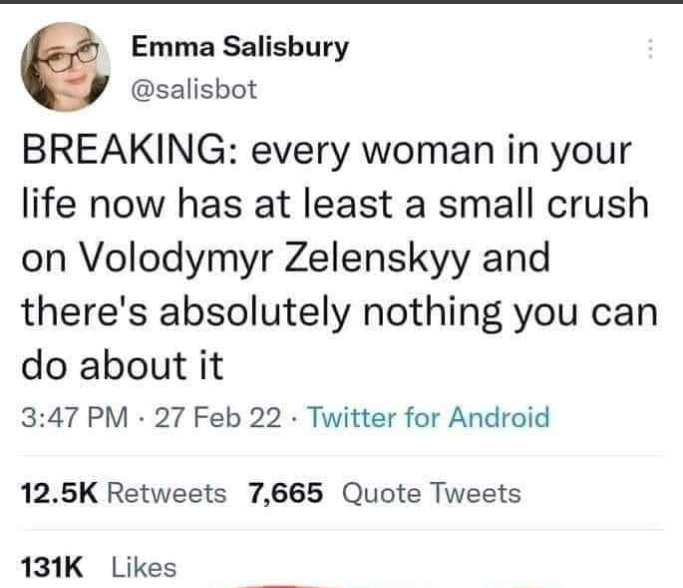 Emma Salisbury
@salisbot
BREAKING: every woman in your
life now has at least a small crush
on Volodymyr Zelenskyy and
there's absolutely nothing you can
do about it
3:47 PM · 27 Feb 22 · Twitter for Android
12.5K Retweets 7,665 Quote Tweets
131K Likes